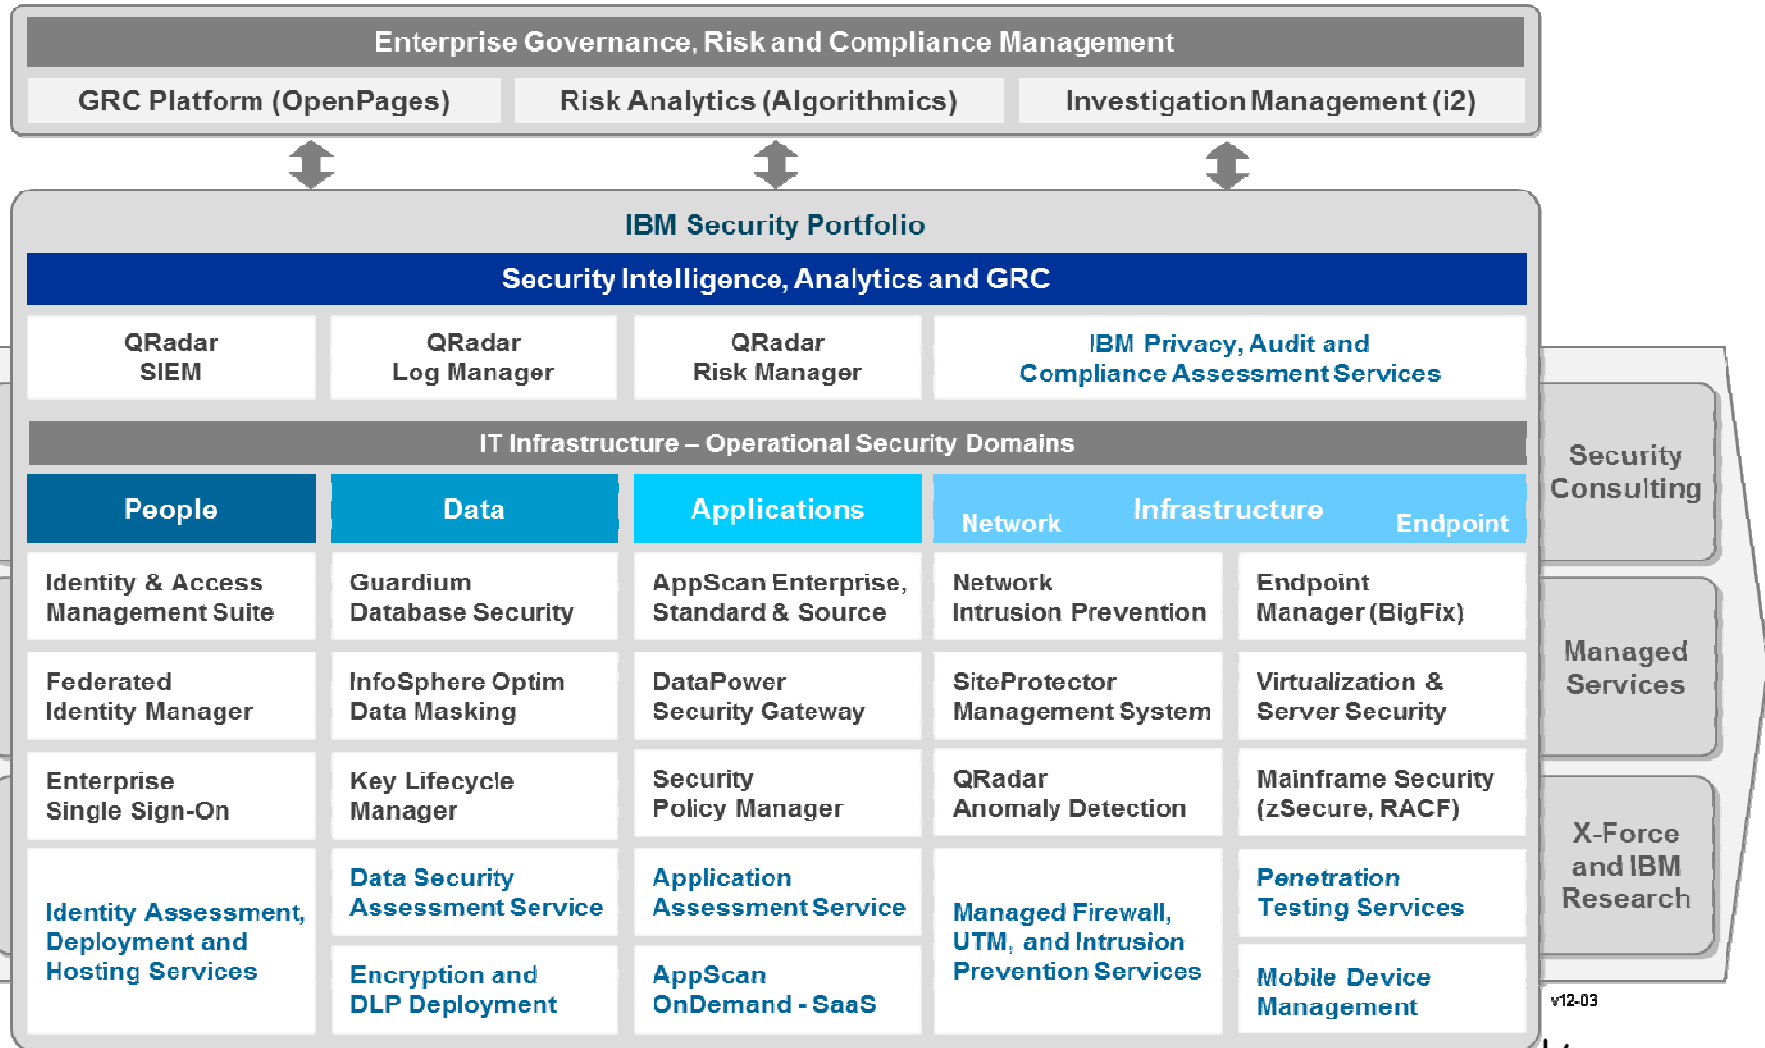 Enterprise Governance, Risk and Compliance Management
GRC Platform (OpenPages)
Risk Analytics (Algorithmics)
Investigation Management (i2)
IBM Security Portfolio
Security Intelligence, Analytics and GRC
QRadar
SIEM
QRadar
Log Manager
QRadar
Risk Manager
IBM Privacy, Audit and
Compliance Assessment Services
IT Infrastructure – Operational Security Domains
People
Data
Applications
Infrastructure
Network
Endpoint
Identity & Access
Management Suite
Guardium
Database Security
AppScan Enterprise,
Standard & Source
Network
Intrusion Prevention
Endpoint
Manager (BigFix)
Federated
Identity Manager
InfoSphere Optim
Data Masking
DataPower
Security Gateway
SiteProtector
Management System
Virtualization &
Server Security
Enterprise
Single Sign-On
Key Lifecycle
Manager
Security
Policy Manager
QRadar
Anomaly Detection
Mainframe Security
(zSecure, RACF)
Identity Assessment,
Deployment and
Hosting Services
Data Security
Assessment Service
Encryption and
DLP Deployment
Application
Assessment Service
AppScan
OnDemand - SaaS
Managed Firewall,
UTM, and Intrusion
Prevention Services
Penetration
Testing Services
Mobile Device
Management
Security
Consulting
Managed
Services
X-Force
and IBM
Research
v12-03